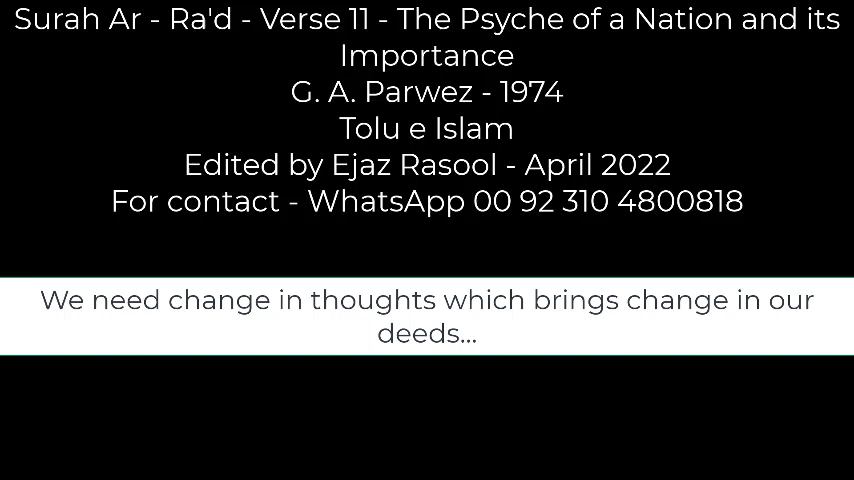 Surah Ar - Ra'd - Verse 11 - The Psyche of a Nation and its
Importance
G. A. Parwez - 1974
Tolu e Islam
Edited by Ejaz Rasool - April 2022
For contact - WhatsApp 00 92 310 4800818
We need change in thoughts which brings change in our
deeds...